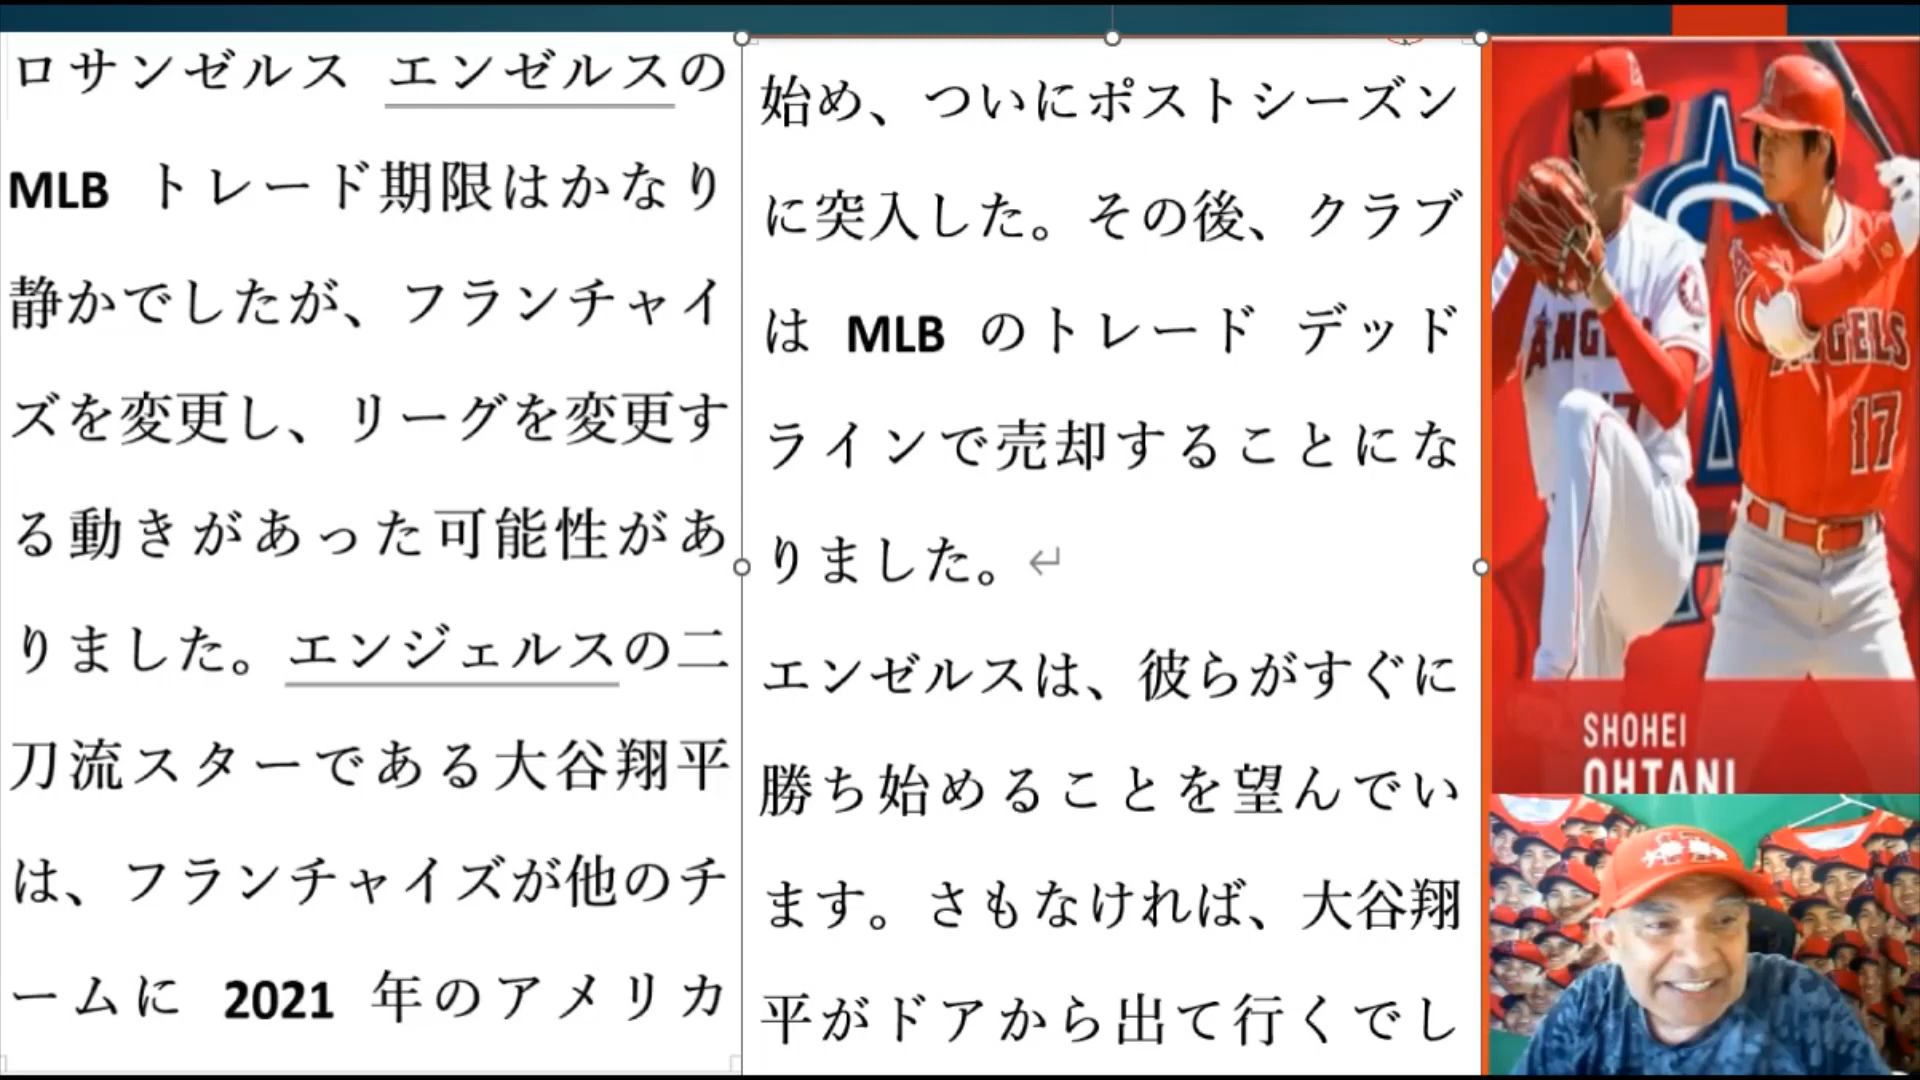 ロサンゼルス エンゼルスの
MLB トレード期限はかなり
静かでしたが、フランチャイ
ズを変更し、リーグを変更す
る動きがあった可能性があ
りました。エンジェルスの二
刀流スターである大谷翔平
は、フランチャイズが他のチ
ームに 2021 年のアメリカ
始め、ついにポストシーズン
に突入した。その後、クラブ
は MLB のトレード デッド
ラインで売却することにな
りました。
エンゼルスは、彼らがすぐに
勝ち始めることを望んでい
ます。さもなければ、大谷翔
平がドアから出て行くでし
ANGELS
17
SHOHEI
OHTANI